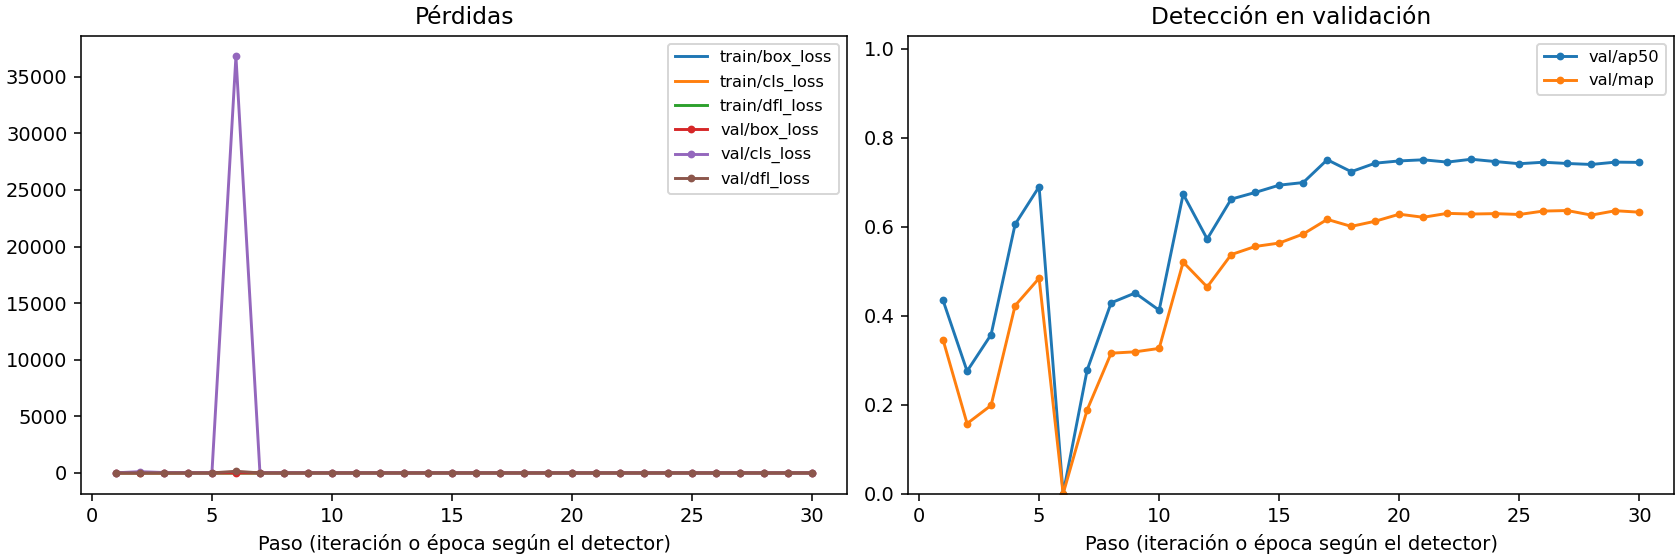 Pérdidas
35000
30000
25000
20000
15000
10000
5000
0
0 5 10 15 20 25 30
Paso (iteración o época según el detector)
train/box_loss
train/cls_loss
train/dfl_loss
val/box_loss
val/cls_loss
val/dfl_loss
Detección en validación
1.0
0.8
0.6
0.4
0.2
0.0
0 5 10 15 20 25 30
Paso (iteración o época según el detector)
val/ap50
val/map